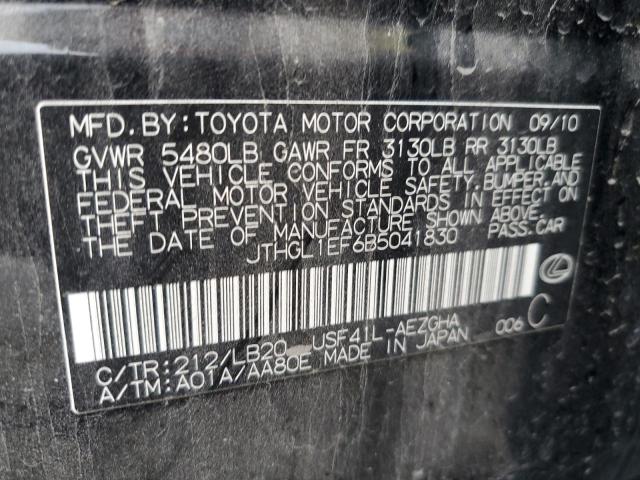 MFD. BY: TOYOTA MOTOR CORPORATION 09/10
GVWR 5480LB GAWR FR 3130LB RR 3130LB
THIS VEHICLE CONFORMS TO ALL APPLICABLE
FEDERAL MOTOR VEHICLE SAFETY, BUMPER, AND
THEFT PREVENTION STANDARDS IN EFFECT ON
THE DATE OF MANUFACTURE SHOWN ABOVE.
JTHGL1EF6B5041830 PASS. CAR
C/TR: 212/LB20 USF41L-AEZGHA 006 C
A/TM: A01A/AA80E MADE IN JAPAN